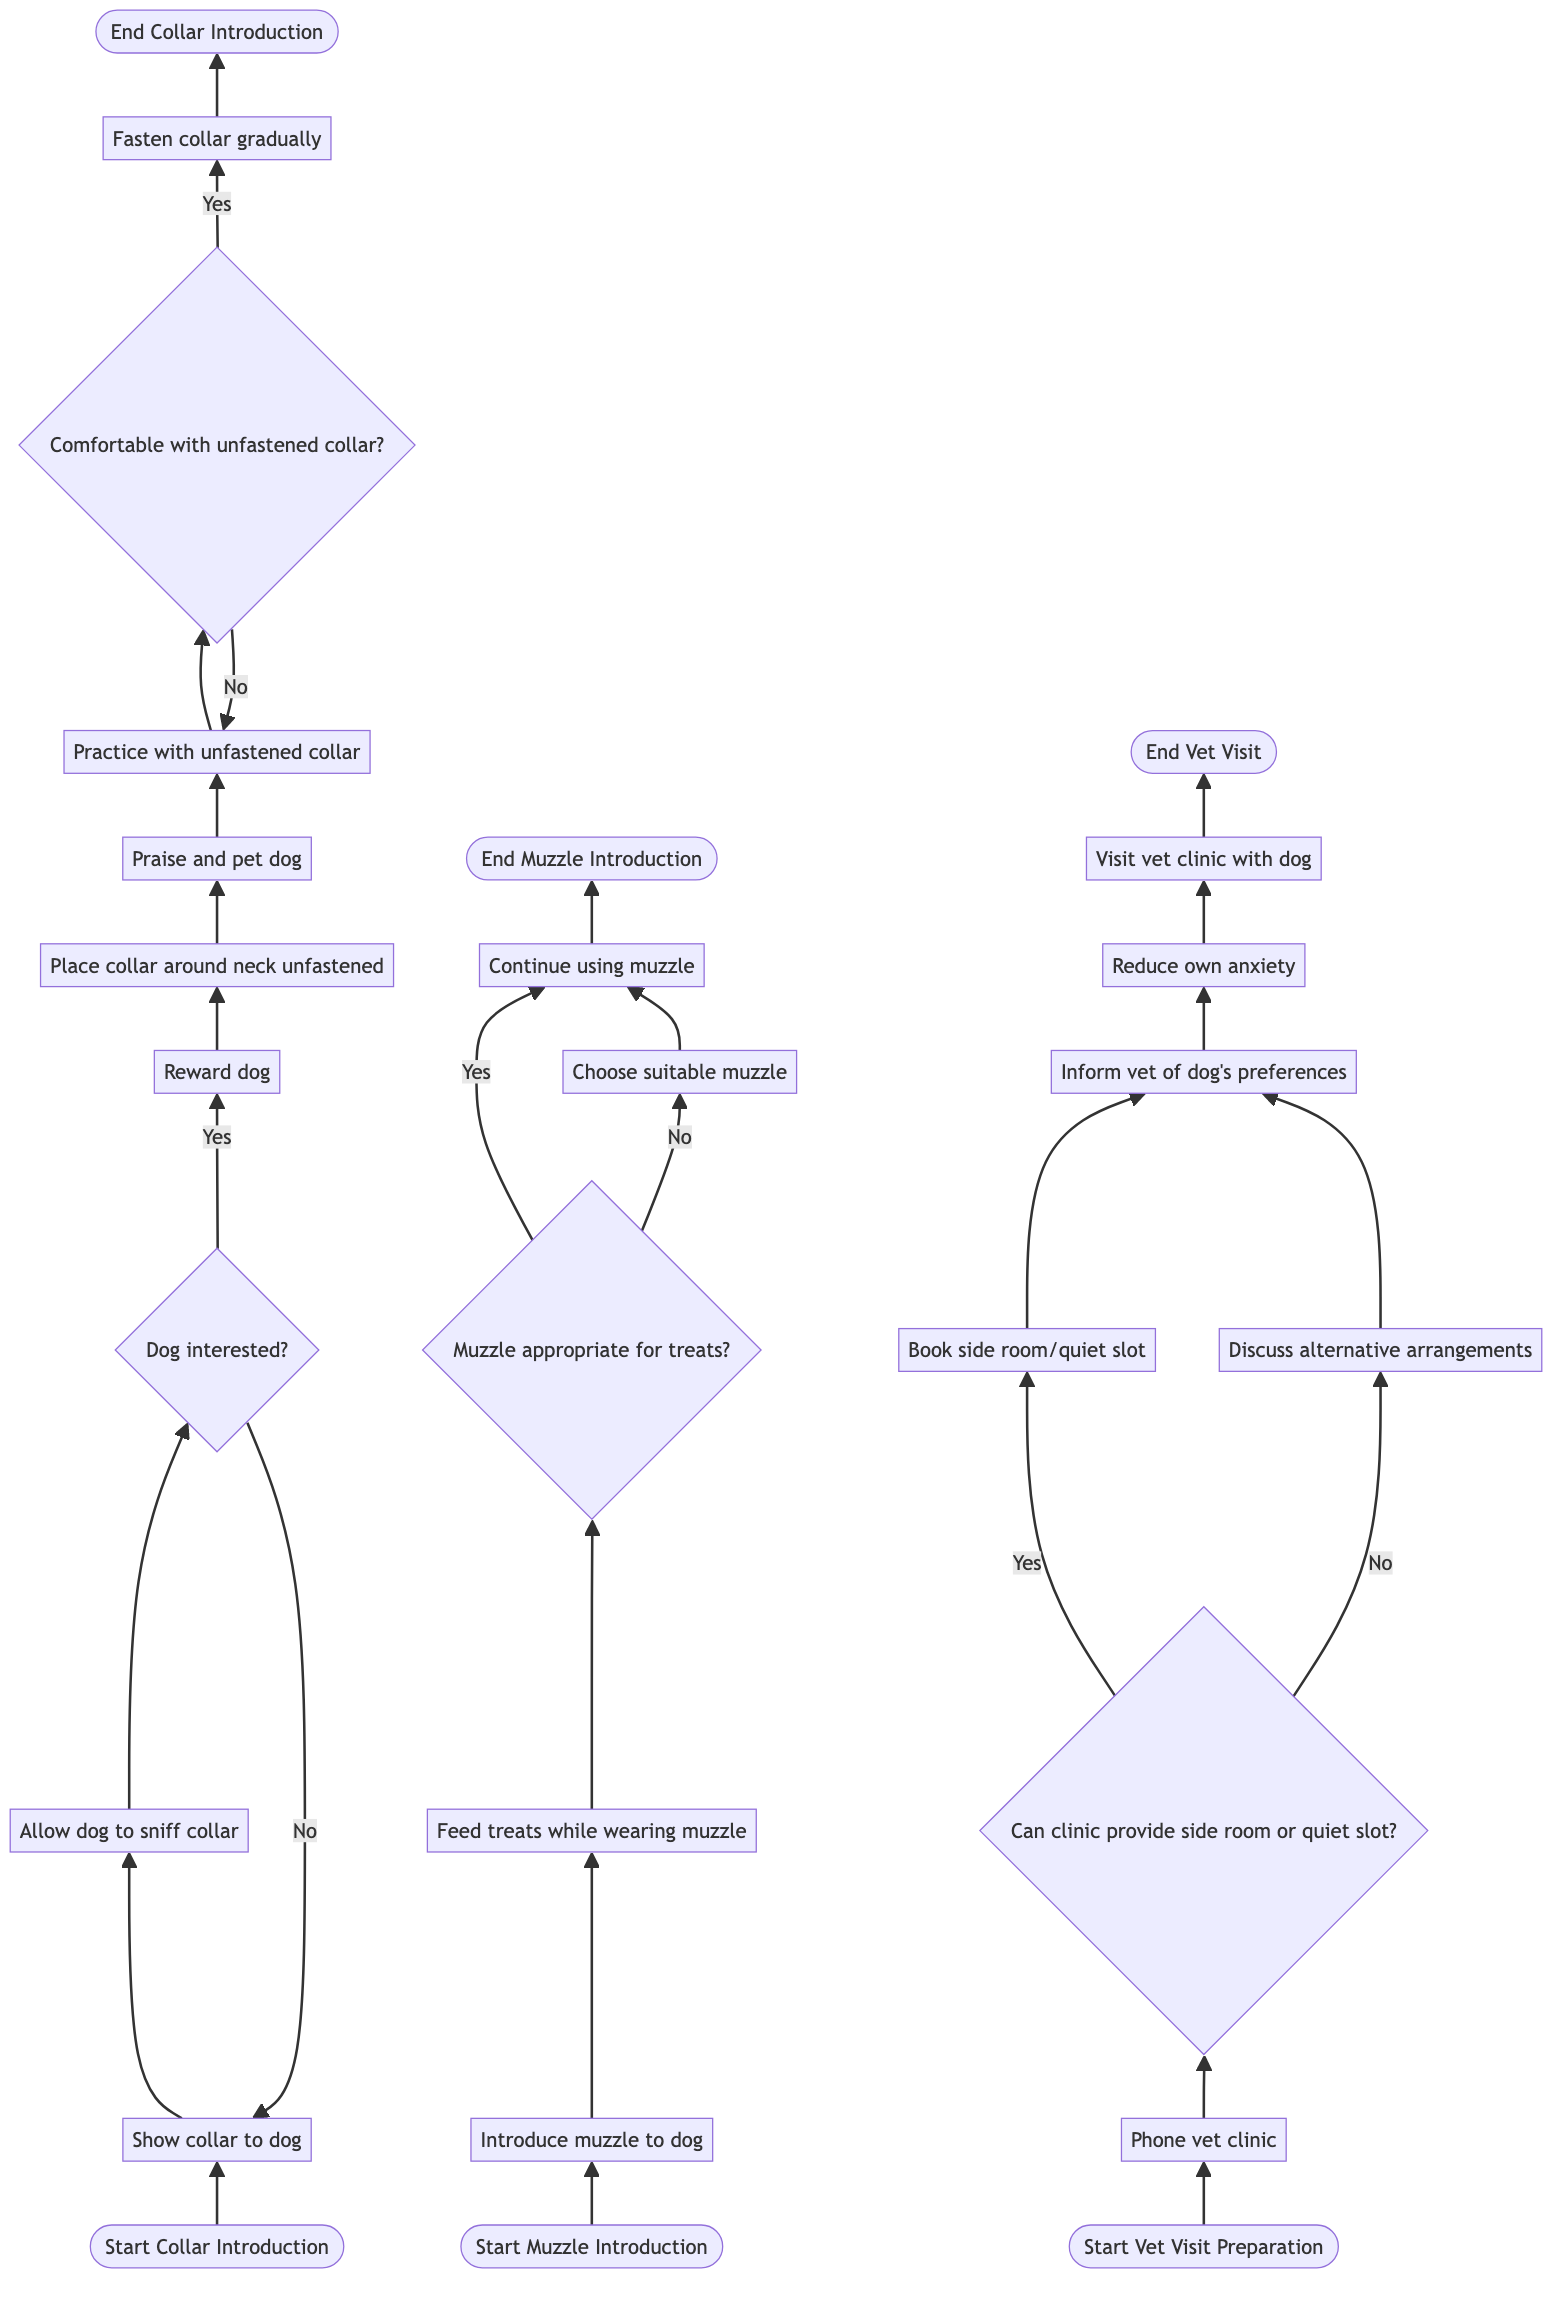 End Collar Introduction
Fasten collar gradually
Yes
Comfortable with unfastened collar?
No
Practice with unfastened collar
Praise and pet dog
Place collar around neck unfastened
Reward dog
Yes
Dog interested?
Allow dog to sniff collar
No
Show collar to dog
Start Collar Introduction
End Muzzle Introduction
Continue using muzzle
Yes
Choose suitable muzzle
No
Muzzle appropriate for treats?
Feed treats while wearing muzzle
Introduce muzzle to dog
Start Muzzle Introduction
End Vet Visit
Visit vet clinic with dog
Reduce own anxiety
Inform vet of dog's preferences
Book side room/quiet slot
Discuss alternative arrangements
Yes
No
Can clinic provide side room or quiet slot?
Phone vet clinic
Start Vet Visit Preparation